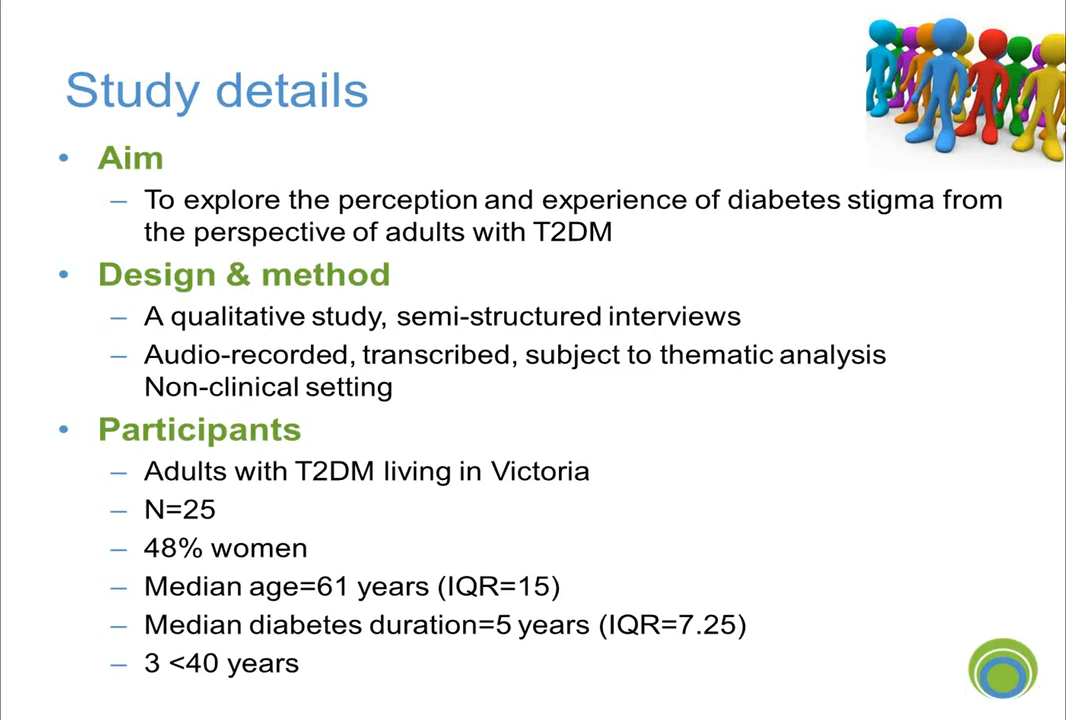 Study details
• Aim
– To explore the perception and experience of diabetes stigma from
the perspective of adults with T2DM
• Design & method
– A qualitative study, semi-structured interviews
– Audio-recorded, transcribed, subject to thematic analysis
Non-clinical setting
• Participants
– Adults with T2DM living in Victoria
– N=25
– 48% women
– Median age=61 years (IQR=15)
– Median diabetes duration=5 years (IQR=7.25)
– 3 <40 years